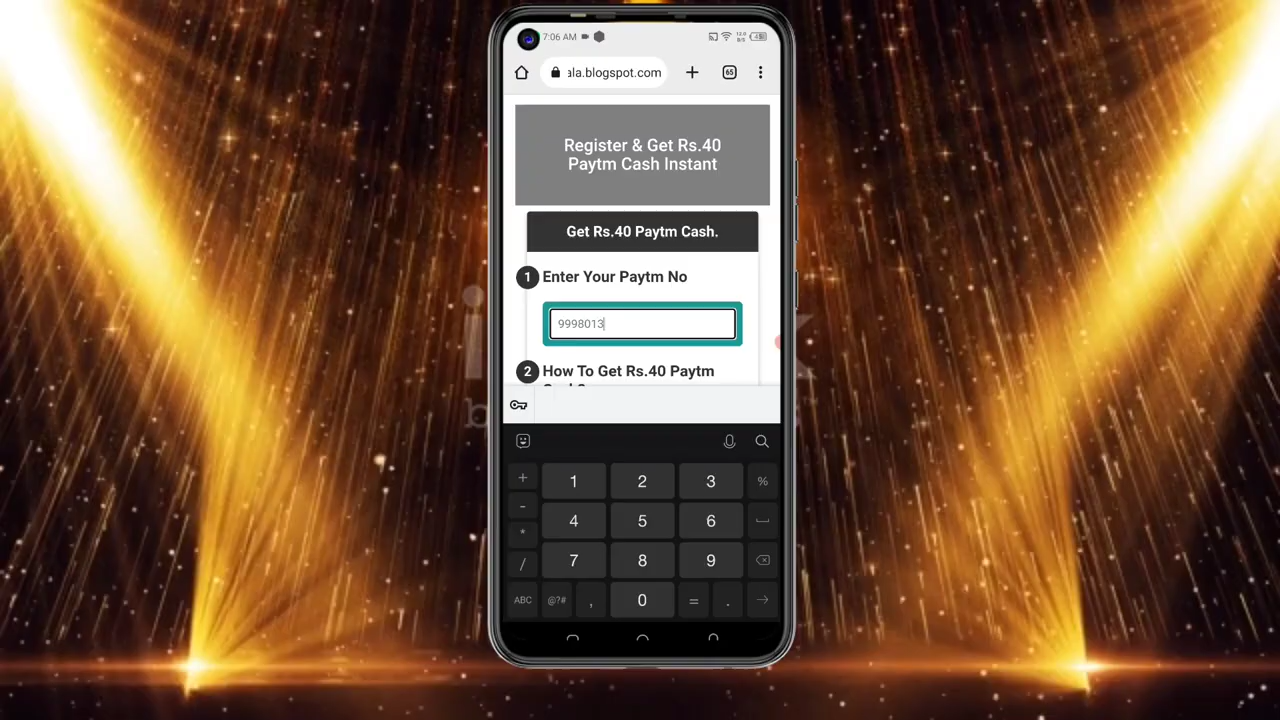 7:06 AM
ala.blogspot.com
65
Register & Get Rs.40
Paytm Cash Instant
Get Rs.40 Paytm Cash.
1 Enter Your Paytm No
9998013
2 How To Get Rs.40 Paytm
+ 1 2 3 %
- 4 5 6
*
/ 7 8 9
ABC @?# , 0 = . →